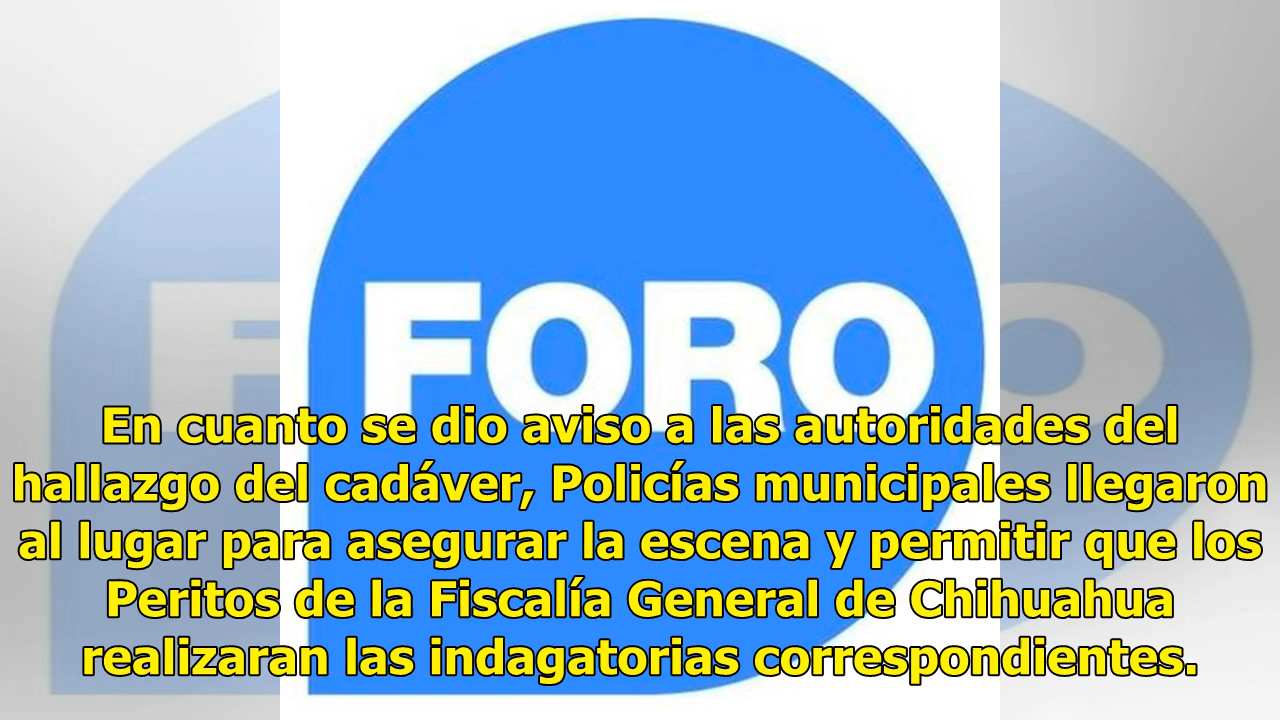 FORO
En cuanto se dio aviso a las autoridades del
hallazgo del cadáver, Policías municipales llegaron
al lugar para asegurar la escena y permitir que los
Peritos de la Fiscalía General de Chihuahua
realizaran las indagatorias correspondientes.